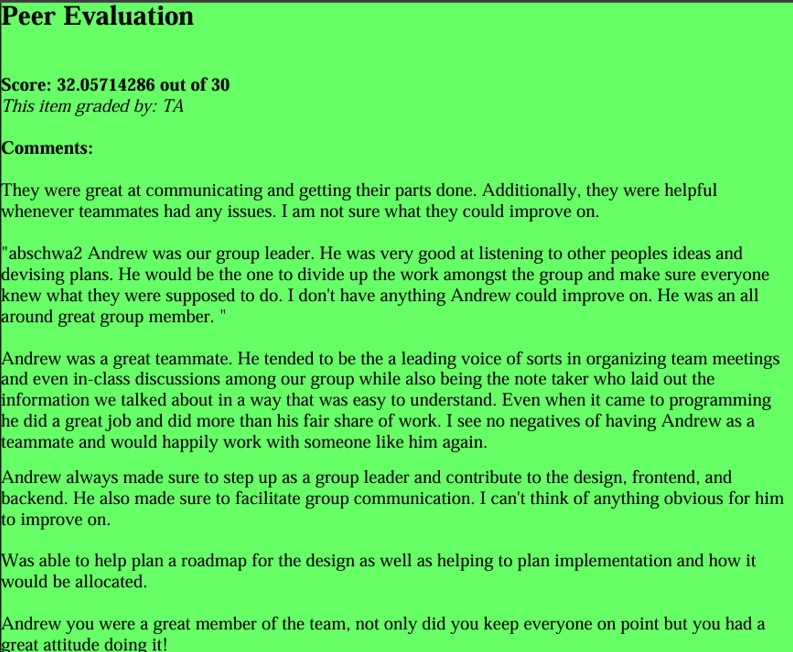 Peer Evaluation
Score: 32.05714286 out of 30
This item graded by: TA
Comments:
They were great at communicating and getting their parts done. Additionally, they were helpful
whenever teammates had any issues. I am not sure what they could improve on.
"abschwa2 Andrew was our group leader. He was very good at listening to other peoples ideas and
devising plans. He would be the one to divide up the work amongst the group and make sure everyone
knew what they were supposed to do. I don't have anything Andrew could improve on. He was an all
around great group member. "
Andrew was a great teammate. He tended to be the a leading voice of sorts in organizing team meetings
and even in-class discussions among our group while also being the note taker who laid out the
information we talked about in a way that was easy to understand. Even when it came to programming
he did a great job and did more than his fair share of work. I see no negatives of having Andrew as a
teammate and would happily work with someone like him again.
Andrew always made sure to step up as a group leader and contribute to the design, frontend, and
backend. He also made sure to facilitate group communication. I can't think of anything obvious for him
to improve on.
Was able to help plan a roadmap for the design as well as helping to plan implementation and how it
would be allocated.
Andrew you were a great member of the team, not only did you keep everyone on point but you had a
great attitude doing it!